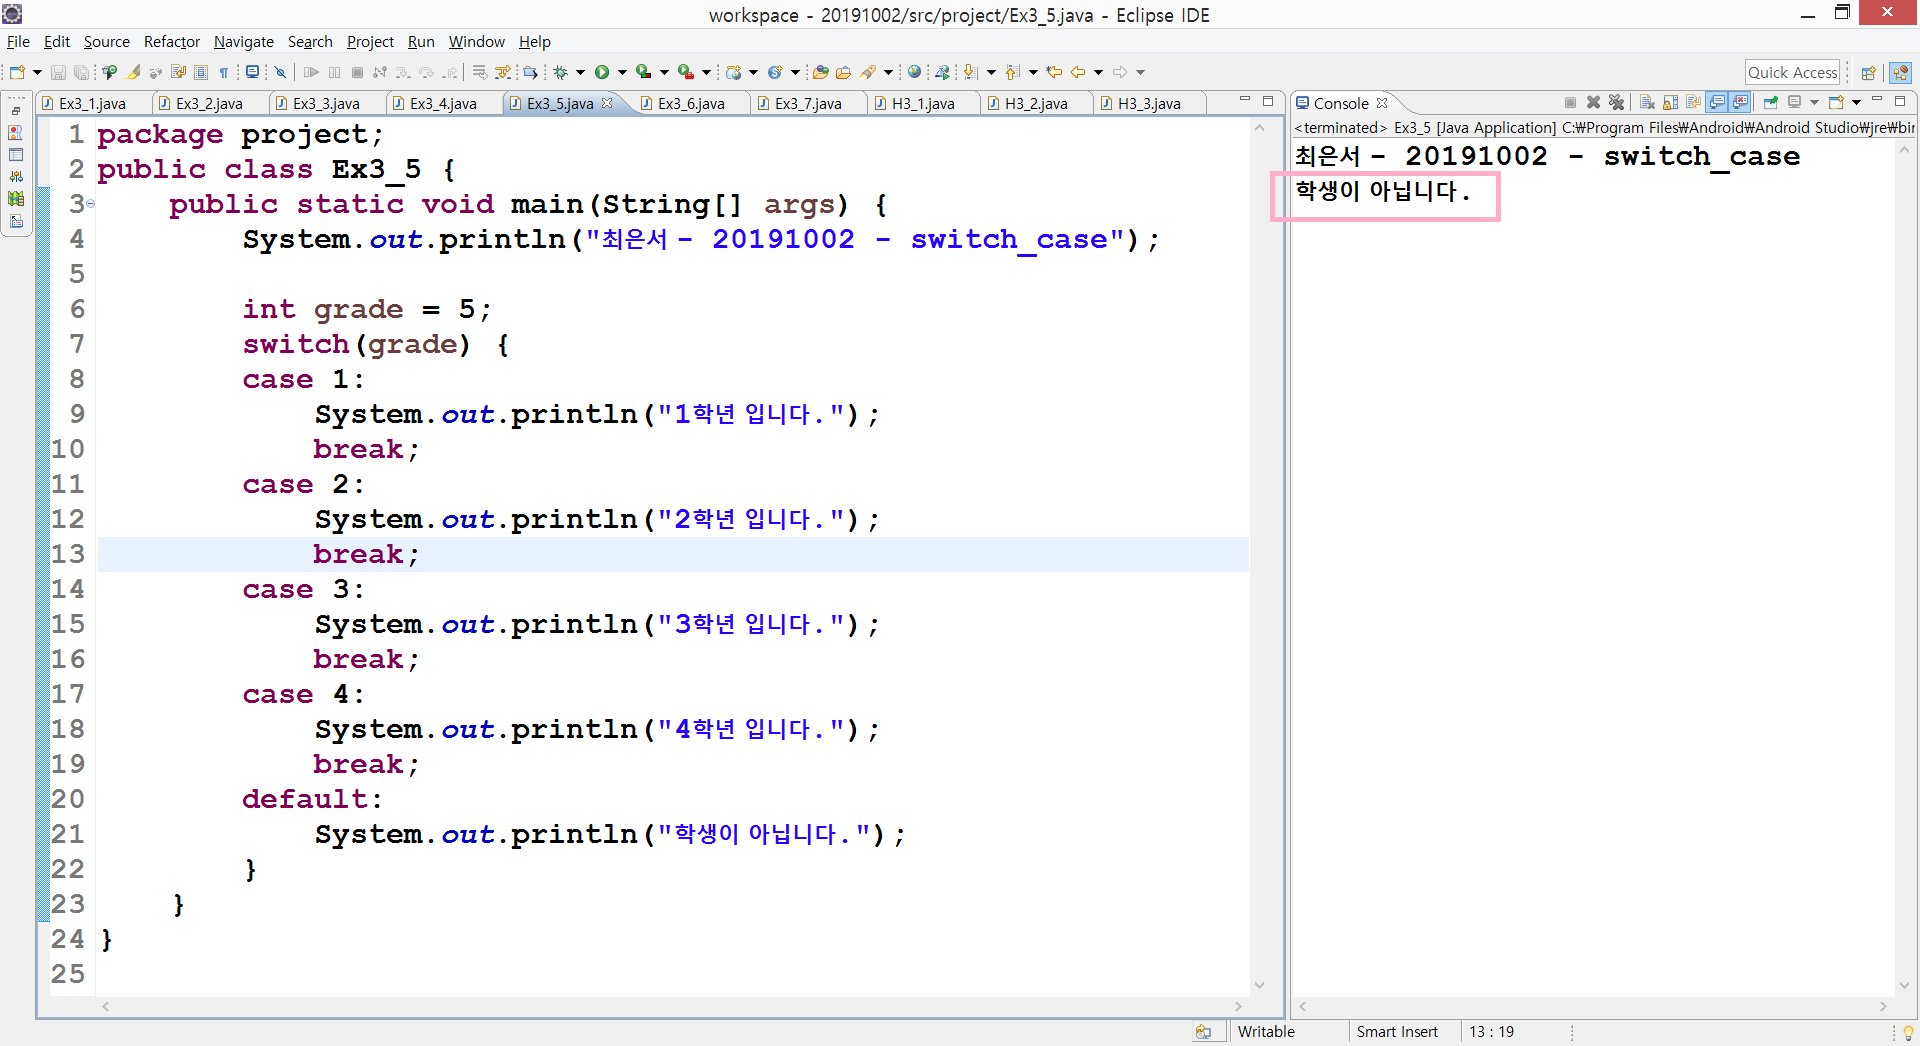 workspace - 20191002/src/project/Ex3_5.java - Eclipse IDE
File Edit Source Refactor Navigate Search Project Run Window Help
Quick Access
Ex3_1.java Ex3_2.java Ex3_3.java Ex3_4.java Ex3_5.java Ex3_6.java Ex3_7.java H3_1.java H3_2.java H3_3.java
1 package project;
2 public class Ex3_5 {
3 public static void main(String[] args) {
4 System.out.println("최은서 - 20191002 - switch_case");
5
6 int grade = 5;
7 switch(grade) {
8 case 1:
9 System.out.println("1학년 입니다.");
10 break;
11 case 2:
12 System.out.println("2학년 입니다.");
13 break;
14 case 3:
15 System.out.println("3학년 입니다.");
16 break;
17 case 4:
18 System.out.println("4학년 입니다.");
19 break;
20 default:
21 System.out.println("학생이 아닙니다.");
22 }
23 }
24 }
25
Console
<terminated> Ex3_5 [Java Application] C:₩Program Files₩Android₩Android Studio₩jre₩bin
최은서 - 20191002 - switch_case
학생이 아닙니다.
Writable Smart Insert 13 : 19